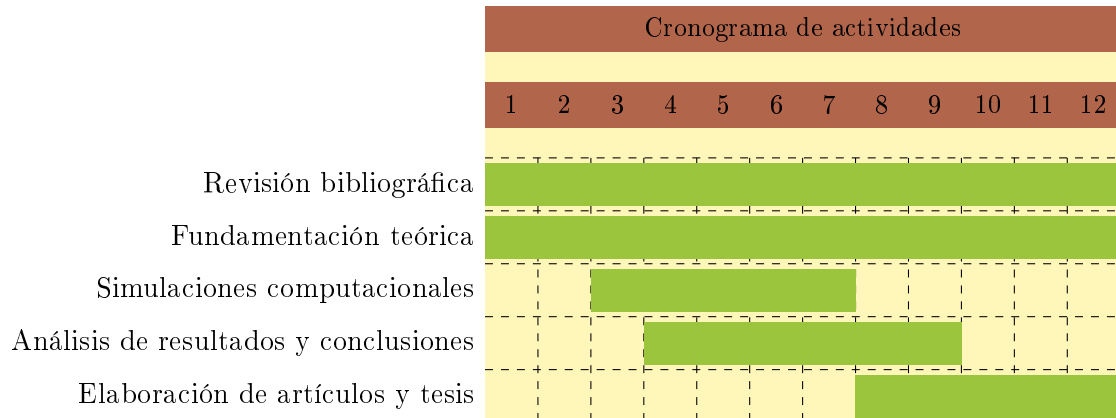 Cronograma de actividades
1 2 3 4 5 6 7 8 9 10 11 12
Revisión bibliográfica
Fundamentación teórica
Simulaciones computacionales
Análisis de resultados y conclusiones
Elaboración de artículos y tesis